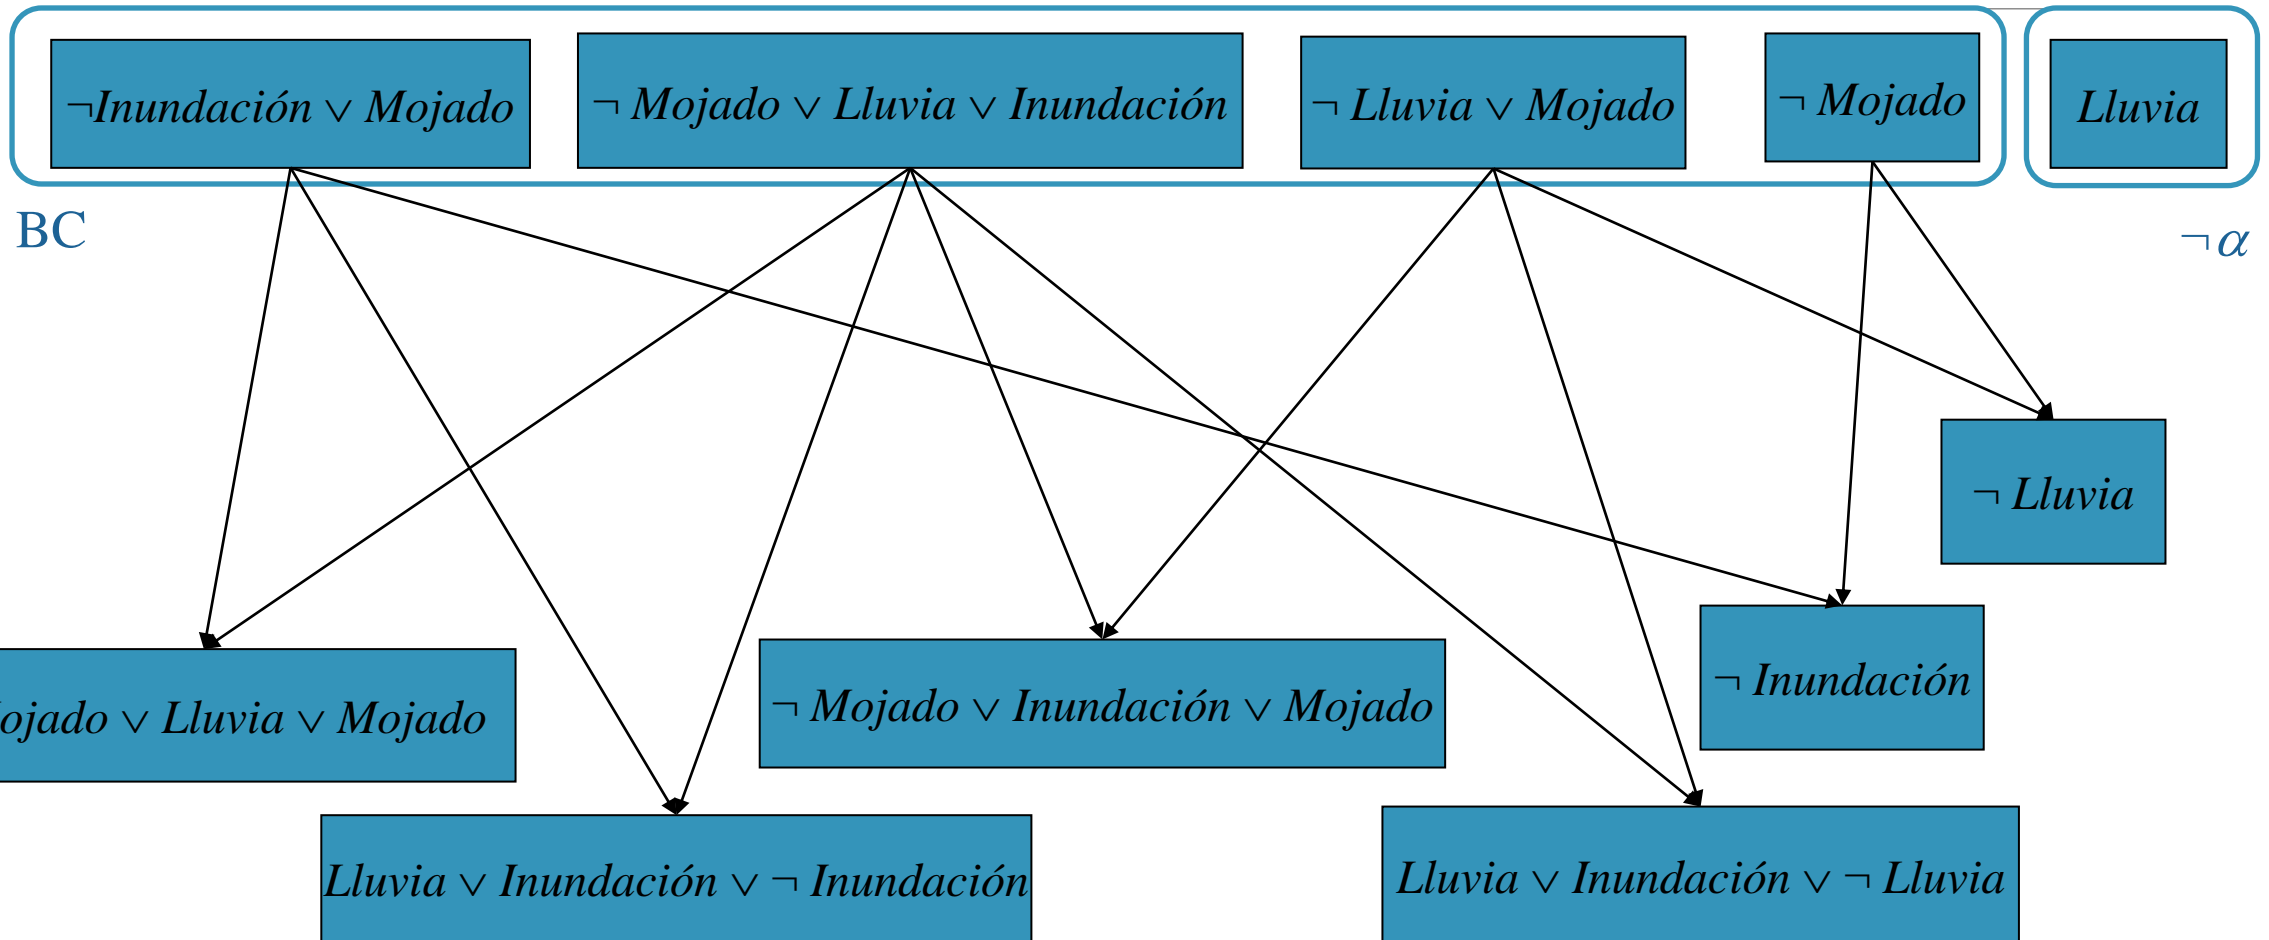 ¬Inundación ∨ Mojado
¬ Mojado ∨ Lluvia ∨ Inundación
¬ Lluvia ∨ Mojado
¬ Mojado
Lluvia
BC
¬α
¬ Lluvia
¬ Inundación
∨ Lluvia ∨ Mojado
¬ Mojado ∨ Inundación ∨ Mojado
Lluvia ∨ Inundación ∨ ¬ Inundación
Lluvia ∨ Inundación ∨ ¬ Lluvia